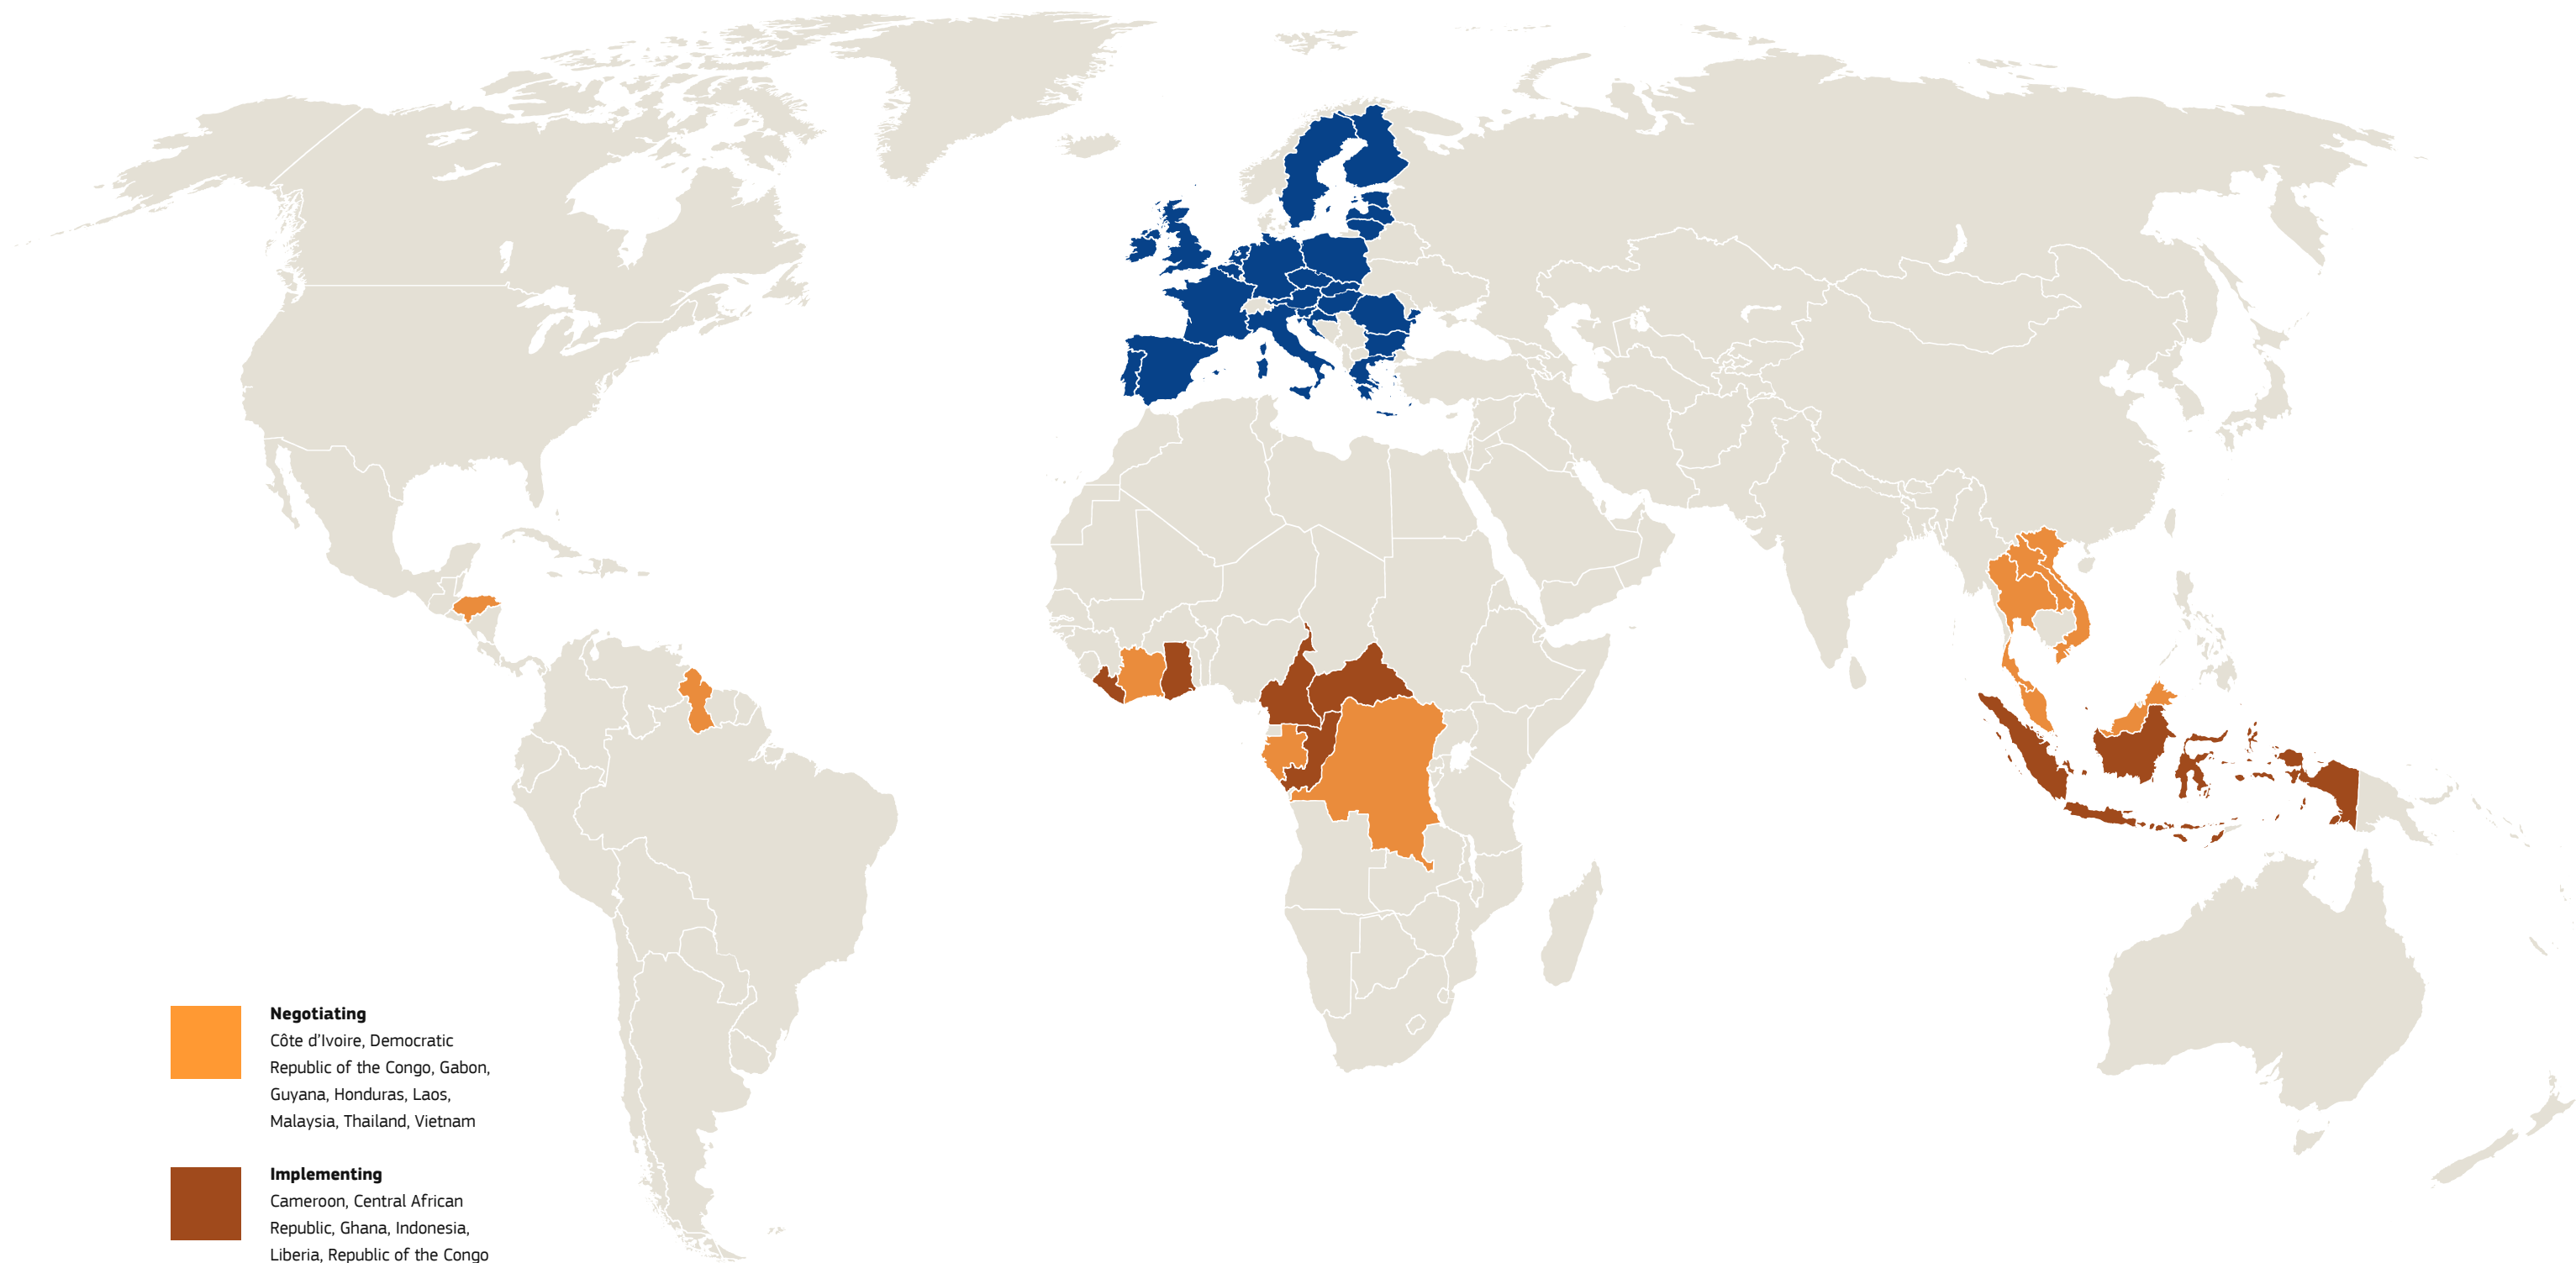 Negotiating
Côte d'Ivoire, Democratic
Republic of the Congo, Gabon,
Guyana, Honduras, Laos,
Malaysia, Thailand, Vietnam
Implementing
Cameroon, Central African
Republic, Ghana, Indonesia,
Liberia, Republic of the Congo